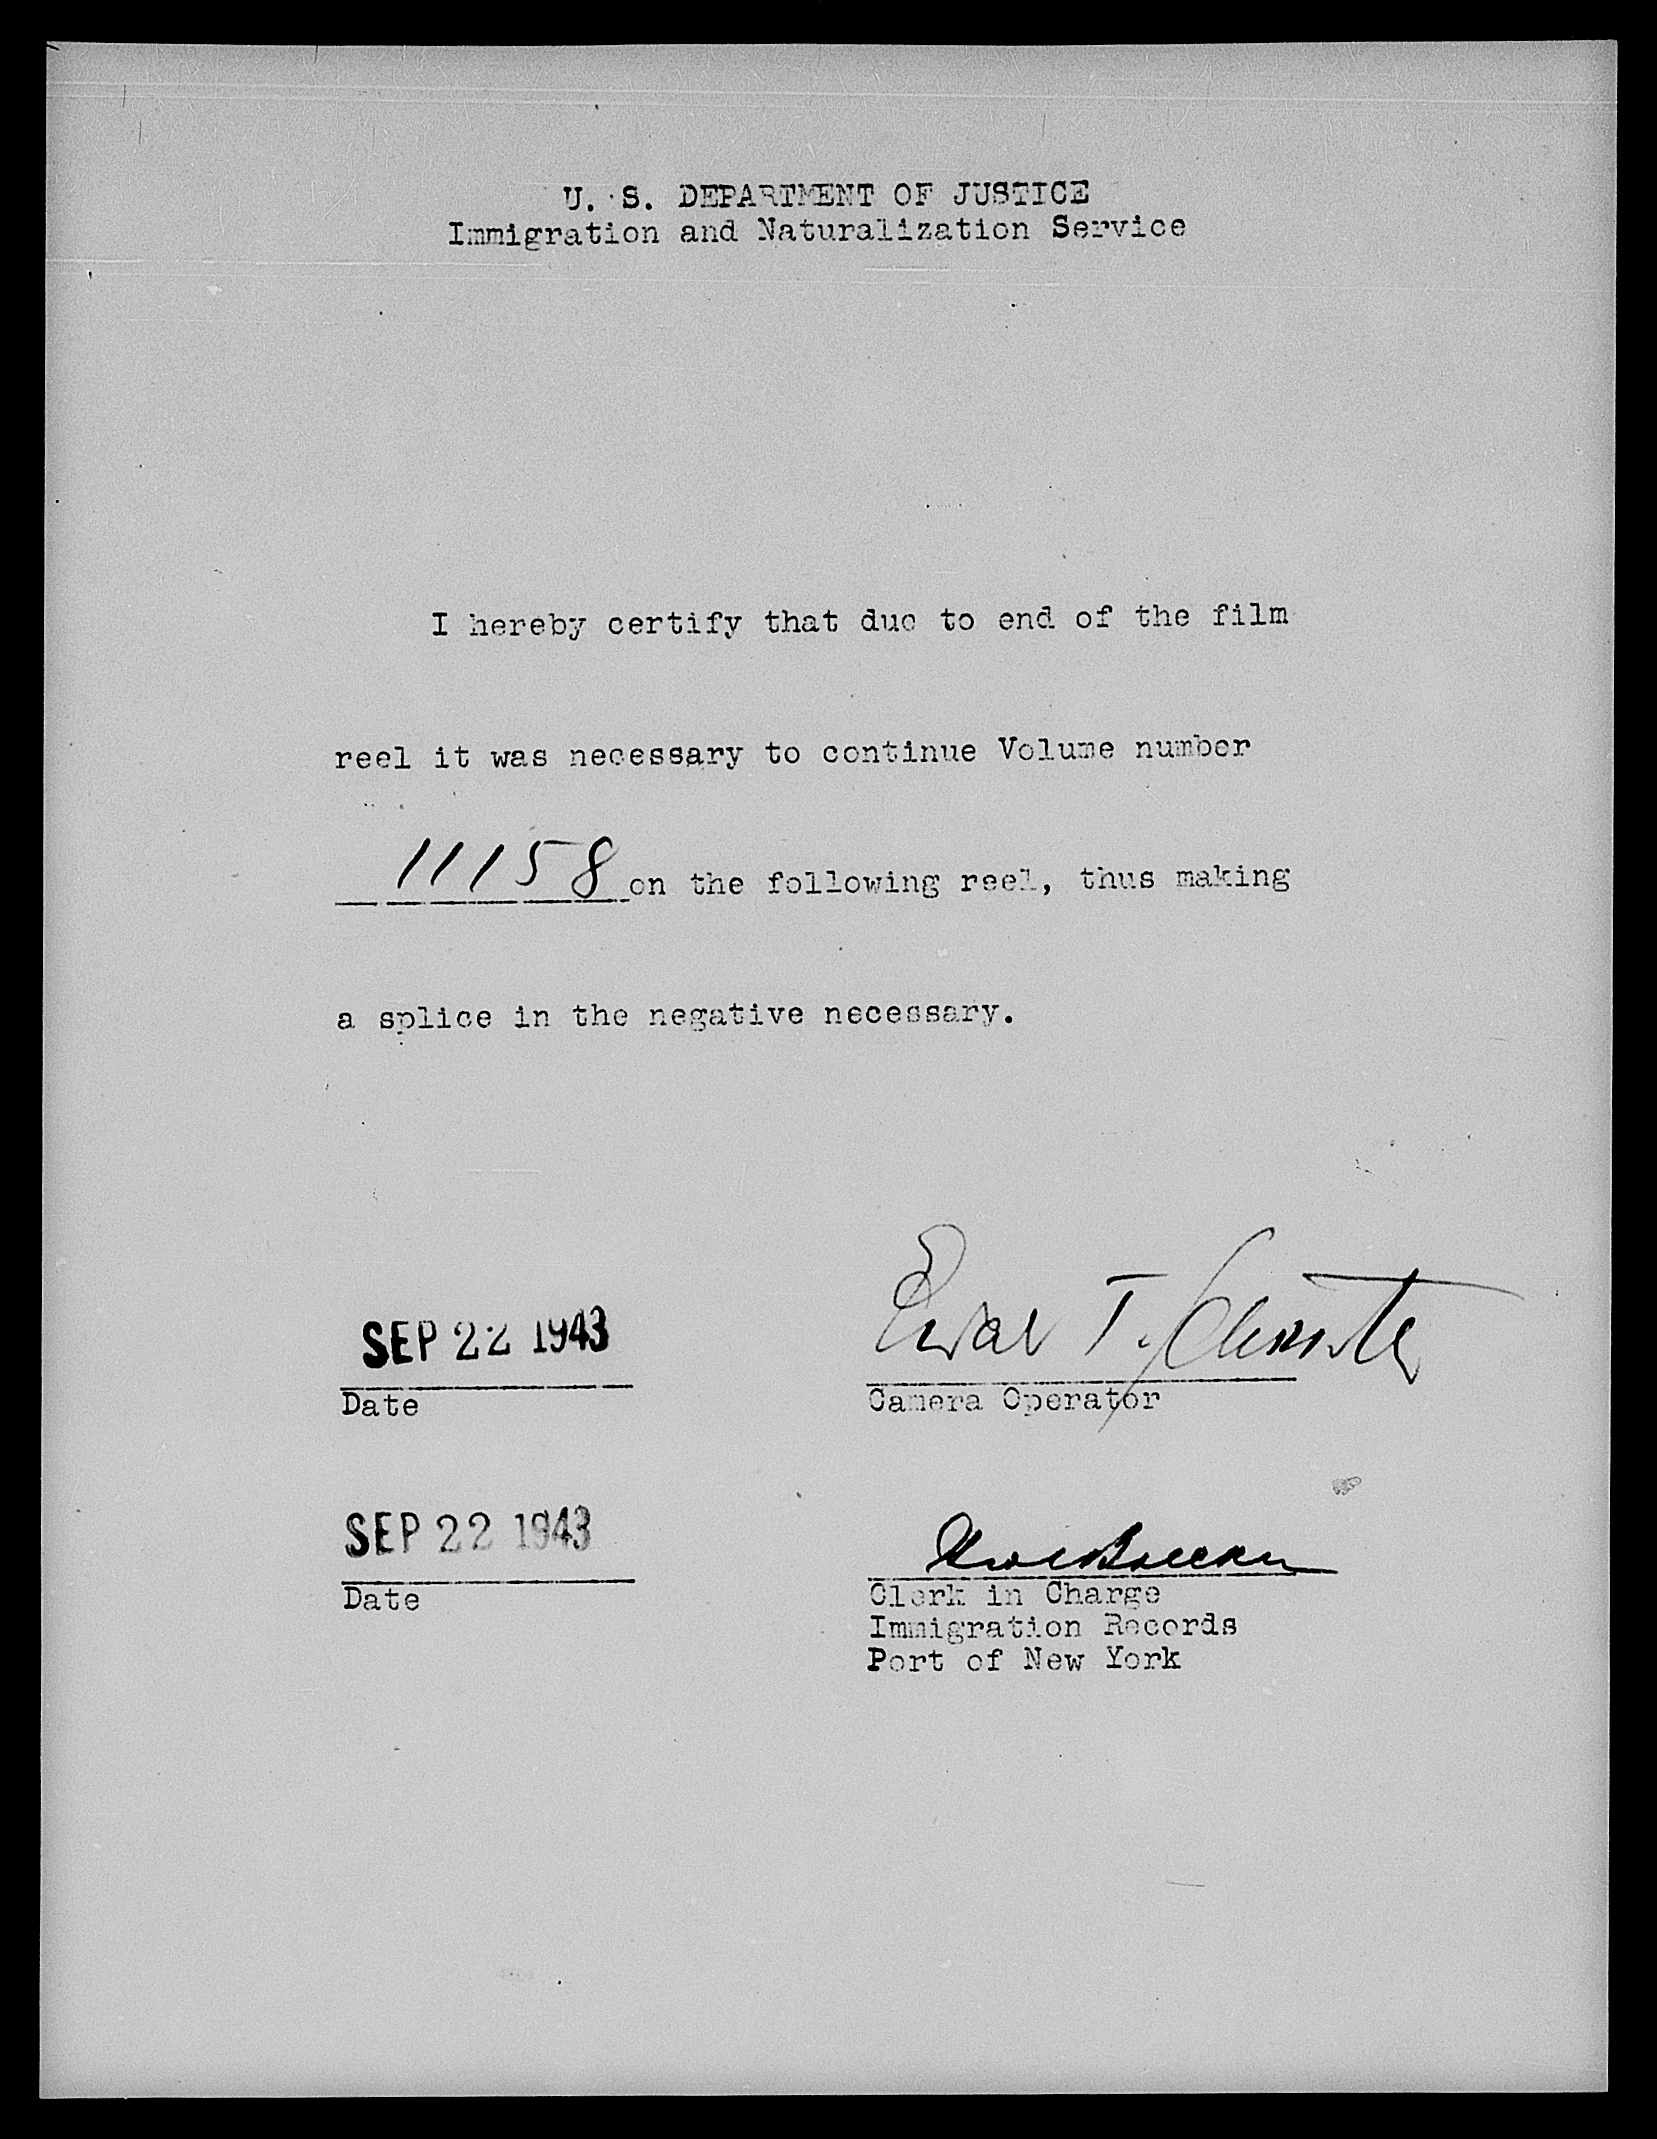 U. S. DEPARTMENT OF JUSTICE
Immigration and Naturalization Service
I hereby certify that due to end of the film
reel it was necessary to continue Volume number
11158 on the following reel, thus making
a splice in the negative necessary.
SEP 22 1943
Date
T.
Camera Operator
SEP 22 1943
Date
Clerk in Charge
Immigration Records
Port of New York